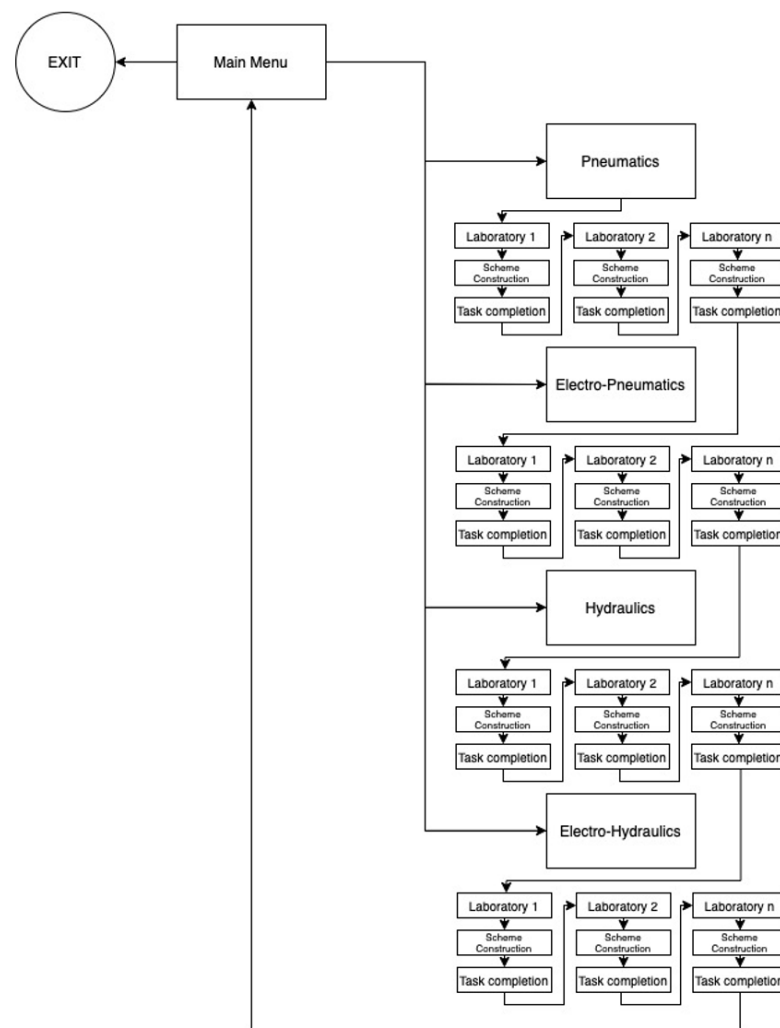 EXIT
Main Menu
Pneumatics
Laboratory 1
Laboratory 2
Laboratory n
Scheme
Construction
Scheme
Construction
Scheme
Construction
Task completion
Task completion
Task completion
Electro-Pneumatics
Laboratory 1
Laboratory 2
Laboratory n
Scheme
Construction
Scheme
Construction
Scheme
Construction
Task completion
Task completion
Task completion
Hydraulics
Laboratory 1
Laboratory 2
Laboratory n
Scheme
Construction
Scheme
Construction
Scheme
Construction
Task completion
Task completion
Task completion
Electro-Hydraulics
Laboratory 1
Laboratory 2
Laboratory n
Scheme
Construction
Scheme
Construction
Scheme
Construction
Task completion
Task completion
Task completion